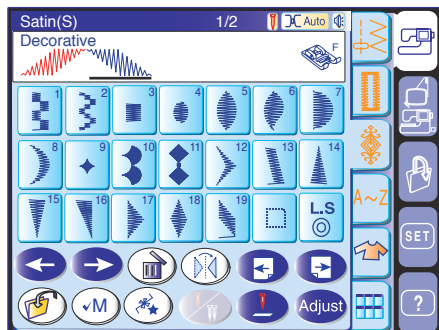 Satin(S) 1/2 Auto
Decorative F
1 2 3 4 5 6 7
8 9 10 11 12 13 14
15 16 17 18 19 L.S
A~Z
SET
✓M Adjust ?